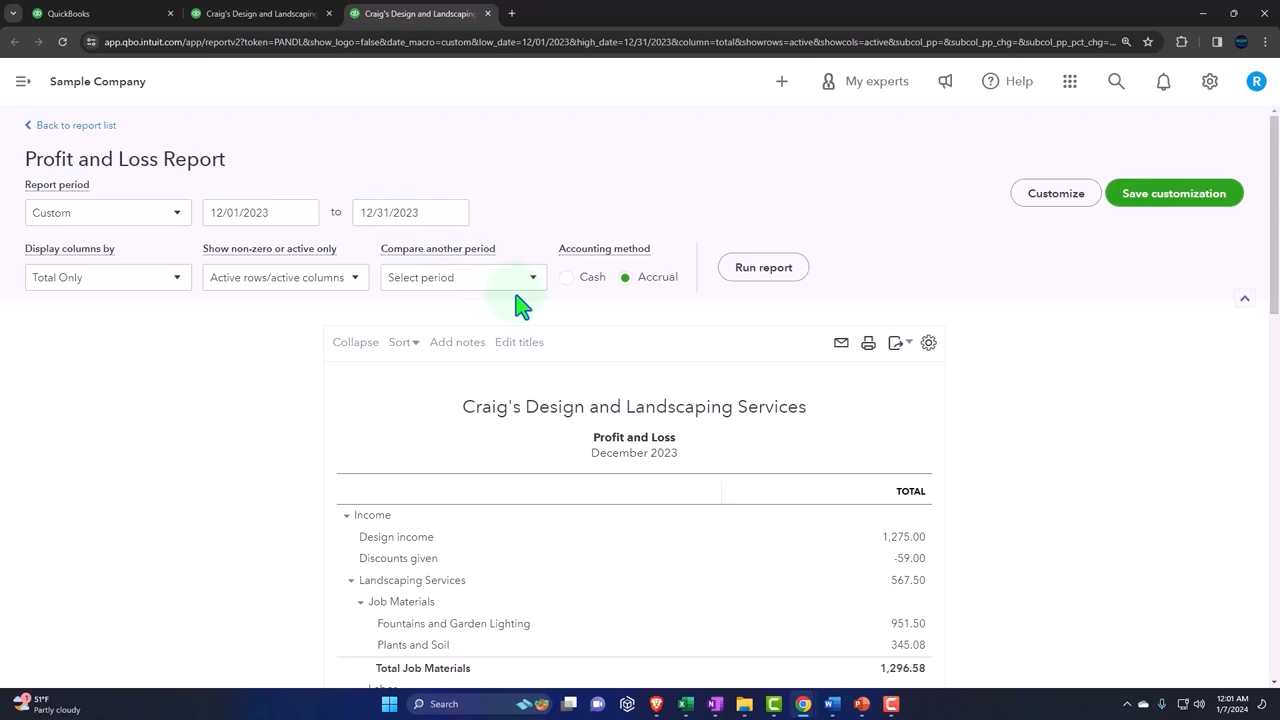 QuickBooks
Craig's Design and Landscaping
Craig's Design and Landscaping
app.qbo.intuit.com/app/reportv2?token=PANDL&show_logo=false&date_macro=custom&low_date=12/01/2023&high_date=12/31/2023&column=total&showrows=active&showcols=active&subcol_pp=&subcol_pp_chg=&subcol_pp_pct_chg=...
Sample Company
My experts
Help
R
Back to report list
Profit and Loss Report
Report period
Custom
12/01/2023
to
12/31/2023
Customize
Save customization
Display columns by
Show non-zero or active only
Compare another period
Accounting method
Total Only
Active rows/active columns
Select period
Cash
Accrual
Run report
Collapse
Sort
Add notes
Edit titles
Craig's Design and Landscaping Services
Profit and Loss
December 2023
TOTAL
Income
Design income 1,275.00
Discounts given -59.00
Landscaping Services 567.50
Job Materials
Fountains and Garden Lighting 951.50
Plants and Soil 345.08
Total Job Materials 1,296.58
51°F
Partly cloudy
Search
12:01 AM
1/7/2024